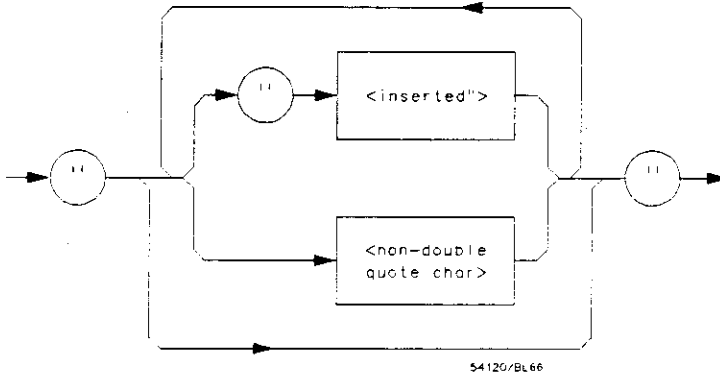 "
<inserted">
"
"
<non-double
quote char>
54120/BL66